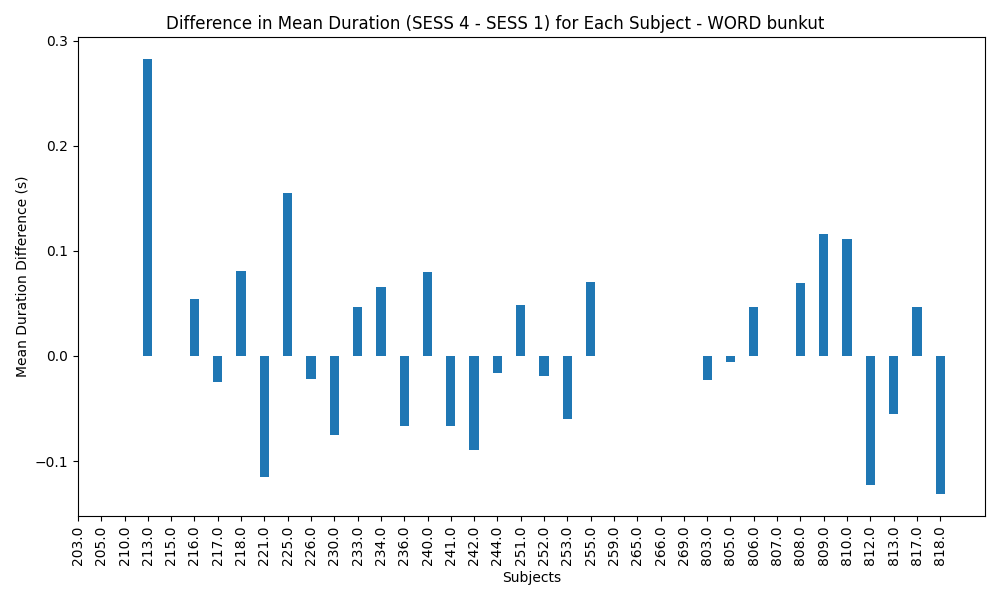 Difference in Mean Duration (SESS 4 - SESS 1) for Each Subject - WORD bunkut
Mean Duration Difference (s)
0.3
0.2
0.1
0.0
−0.1
203.0 205.0 210.0 213.0 215.0 216.0 217.0 218.0 221.0 225.0 226.0 230.0 233.0 234.0 236.0 240.0 241.0 242.0 244.0 251.0 252.0 253.0 255.0 259.0 265.0 266.0 269.0 803.0 805.0 806.0 807.0 808.0 809.0 810.0 812.0 813.0 817.0 818.0
Subjects